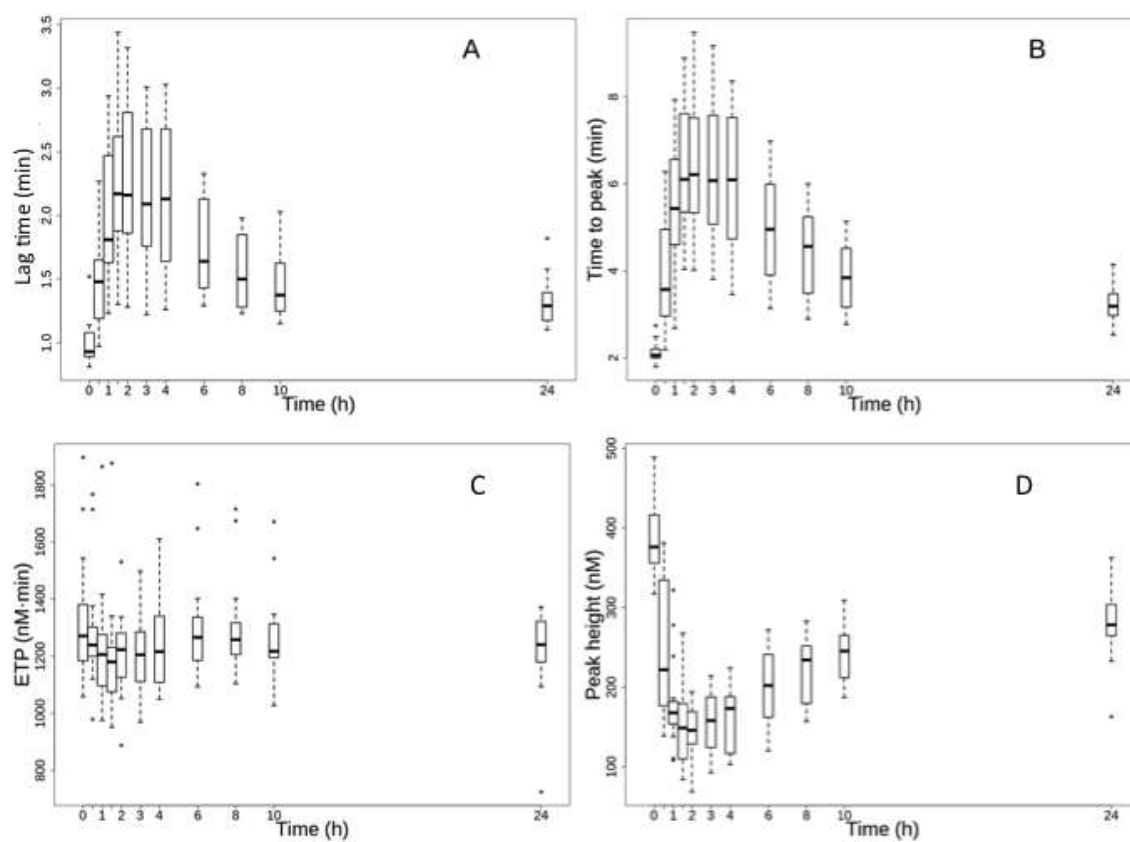 A
Lag time (min)
3.5
3.0
2.5
2.0
1.5
1.0
0 1 2 3 4 6 8 10 24
Time (h)
B
Time to peak (min)
8
6
4
2
0 1 2 3 4 6 8 10 24
Time (h)
C
ETP (nM·min)
1800
1600
1400
1200
1000
800
0 1 2 3 4 6 8 10 24
Time (h)
D
Peak height (nM)
500
400
300
200
100
0 1 2 3 4 6 8 10 24
Time (h)